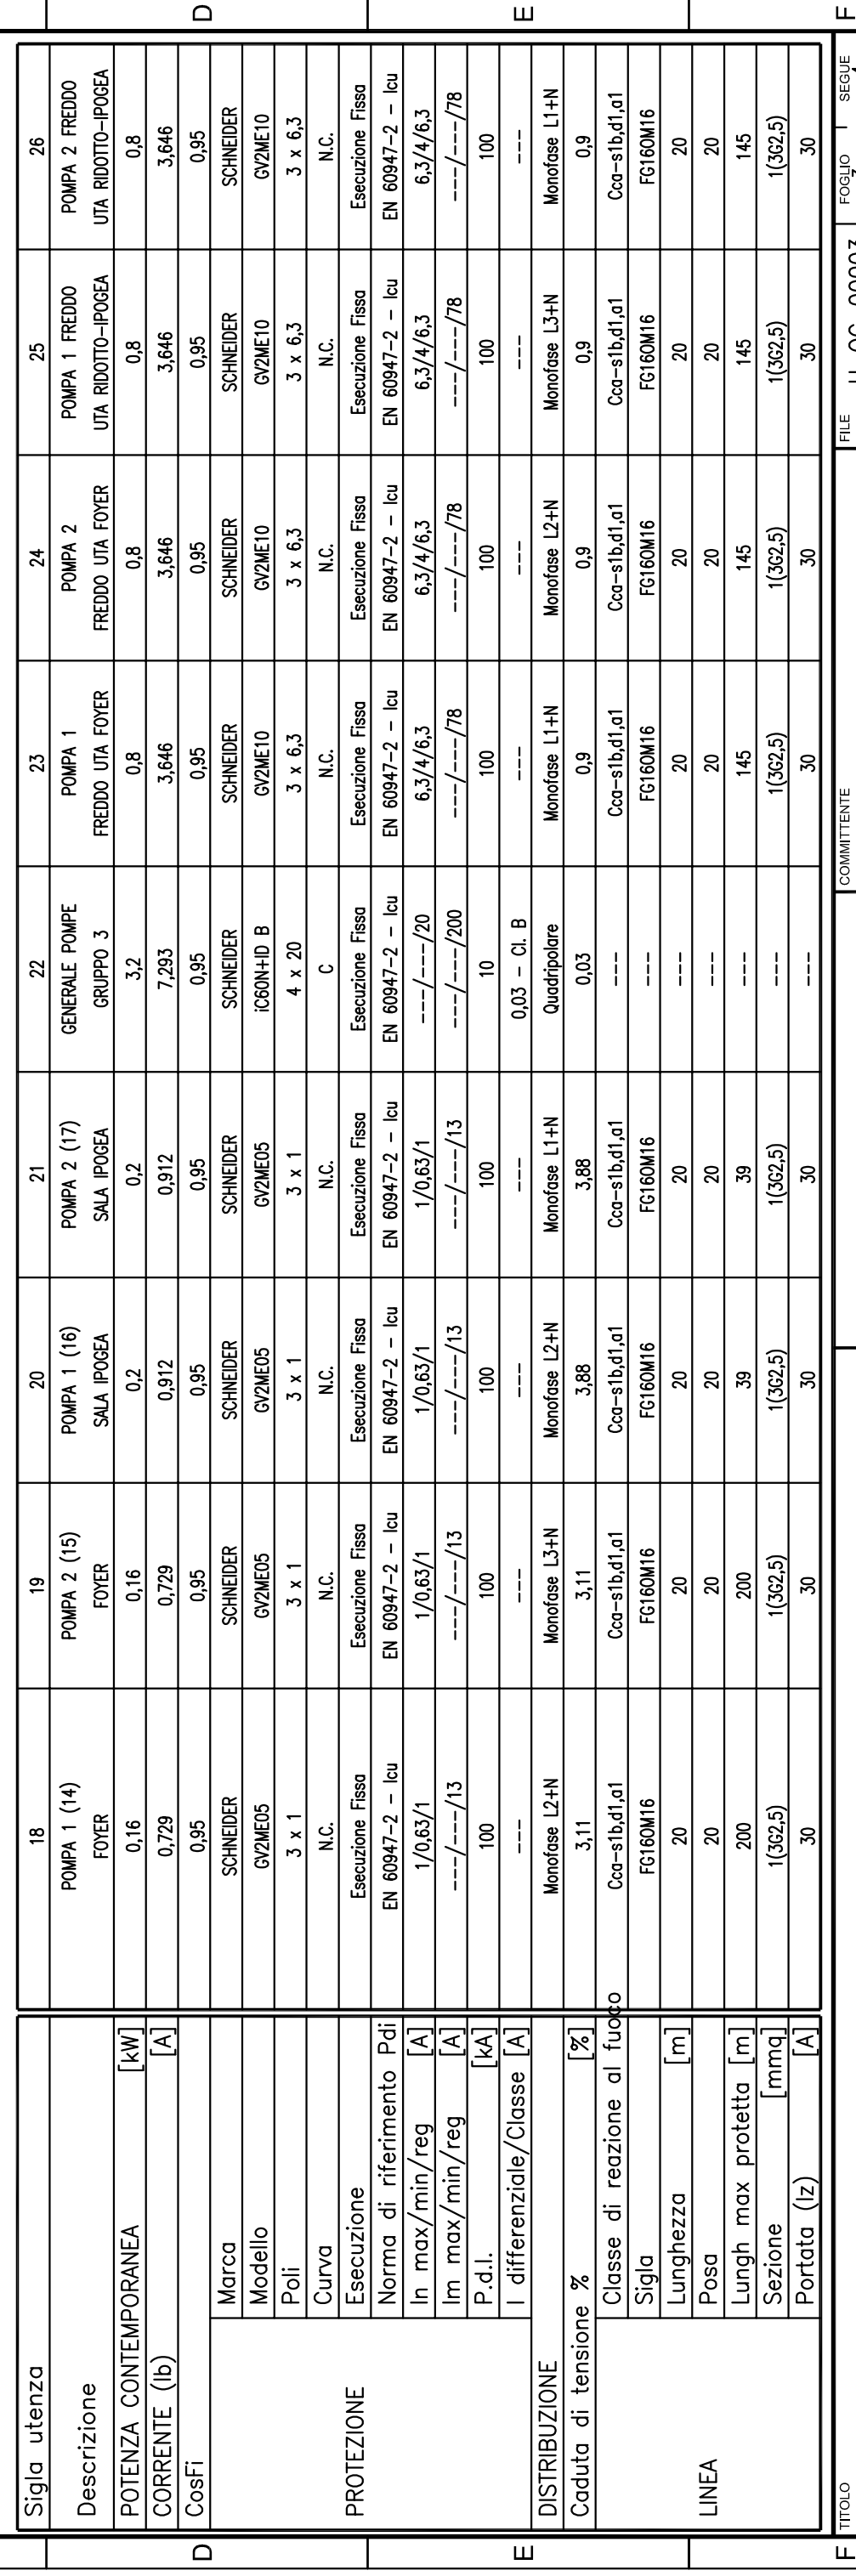 D
E
F
Sigla utenza 18 19 20 21 22 23 24 25 26
Descrizione POMPA 1 (14) POMPA 2 (15) POMPA 1 (16) POMPA 2 (17) GENERALE POMPE POMPA 1 POMPA 2 POMPA 1 FREDDO POMPA 2 FREDDO
FOYER FOYER SALA IPOGEA SALA IPOGEA GRUPPO 3 FREDDO UTA FOYER FREDDO UTA FOYER UTA RIDOTTO-IPOGEA UTA RIDOTTO-IPOGEA
POTENZA CONTEMPORANEA [kW] 0,16 0,16 0,2 0,2 3,2 0,8 0,8 0,8 0,8
CORRENTE (Ib) [A] 0,729 0,729 0,912 0,912 7,293 3,646 3,646 3,646 3,646
CosFi 0,95 0,95 0,95 0,95 0,95 0,95 0,95 0,95 0,95
PROTEZIONE
Marca SCHNEIDER SCHNEIDER SCHNEIDER SCHNEIDER SCHNEIDER SCHNEIDER SCHNEIDER SCHNEIDER SCHNEIDER
Modello GV2ME05 GV2ME05 GV2ME05 GV2ME05 iC60N+ID B GV2ME10 GV2ME10 GV2ME10 GV2ME10
Poli 3 x 1 3 x 1 3 x 1 3 x 1 4 x 20 3 x 6,3 3 x 6,3 3 x 6,3 3 x 6,3
Curva N.C. N.C. N.C. N.C. C N.C. N.C. N.C. N.C.
Esecuzione Esecuzione Fissa Esecuzione Fissa Esecuzione Fissa Esecuzione Fissa Esecuzione Fissa Esecuzione Fissa Esecuzione Fissa Esecuzione Fissa Esecuzione Fissa
Norma di riferimento Pdi EN 60947-2 - Icu EN 60947-2 - Icu EN 60947-2 - Icu EN 60947-2 - Icu EN 60947-2 - Icu EN 60947-2 - Icu EN 60947-2 - Icu EN 60947-2 - Icu EN 60947-2 - Icu
In max/min/reg [A] 1/0,63/1 1/0,63/1 1/0,63/1 1/0,63/1 ---/---/20 6,3/4/6,3 6,3/4/6,3 6,3/4/6,3 6,3/4/6,3
Im max/min/reg [A] ---/---/13 ---/---/13 ---/---/13 ---/---/13 ---/---/200 ---/---/78 ---/---/78 ---/---/78 ---/---/78
P.d.I. [kA] 100 100 100 100 10 100 100 100 100
I differenziale/Classe [A] --- --- --- --- 0,03 - Cl. B --- --- --- ---
DISTRIBUZIONE Monofase L2+N Monofase L3+N Monofase L2+N Monofase L1+N Quadripolare Monofase L1+N Monofase L2+N Monofase L3+N Monofase L1+N
Caduta di tensione % [%] 3,11 3,11 3,88 3,88 0,03 0,9 0,9 0,9 0,9
LINEA
Classe di reazione al fuoco Cca-s1b,d1,a1 Cca-s1b,d1,a1 Cca-s1b,d1,a1 Cca-s1b,d1,a1 --- Cca-s1b,d1,a1 Cca-s1b,d1,a1 Cca-s1b,d1,a1 Cca-s1b,d1,a1
Sigla FG16OM16 FG16OM16 FG16OM16 FG16OM16 --- FG16OM16 FG16OM16 FG16OM16 FG16OM16
Lunghezza [m] 20 20 20 20 --- 20 20 20 20
Posa 20 20 20 20 --- 20 20 20 20
Lungh max protetta [m] 200 200 39 39 --- 145 145 145 145
Sezione [mmq] 1(3G2,5) 1(3G2,5) 1(3G2,5) 1(3G2,5) --- 1(3G2,5) 1(3G2,5) 1(3G2,5) 1(3G2,5)
Portata (Iz) [A] 30 30 30 30 --- 30 30 30 30
D
E
F
TITOLO COMMITTENTE FILE FOGLIO SEGUE